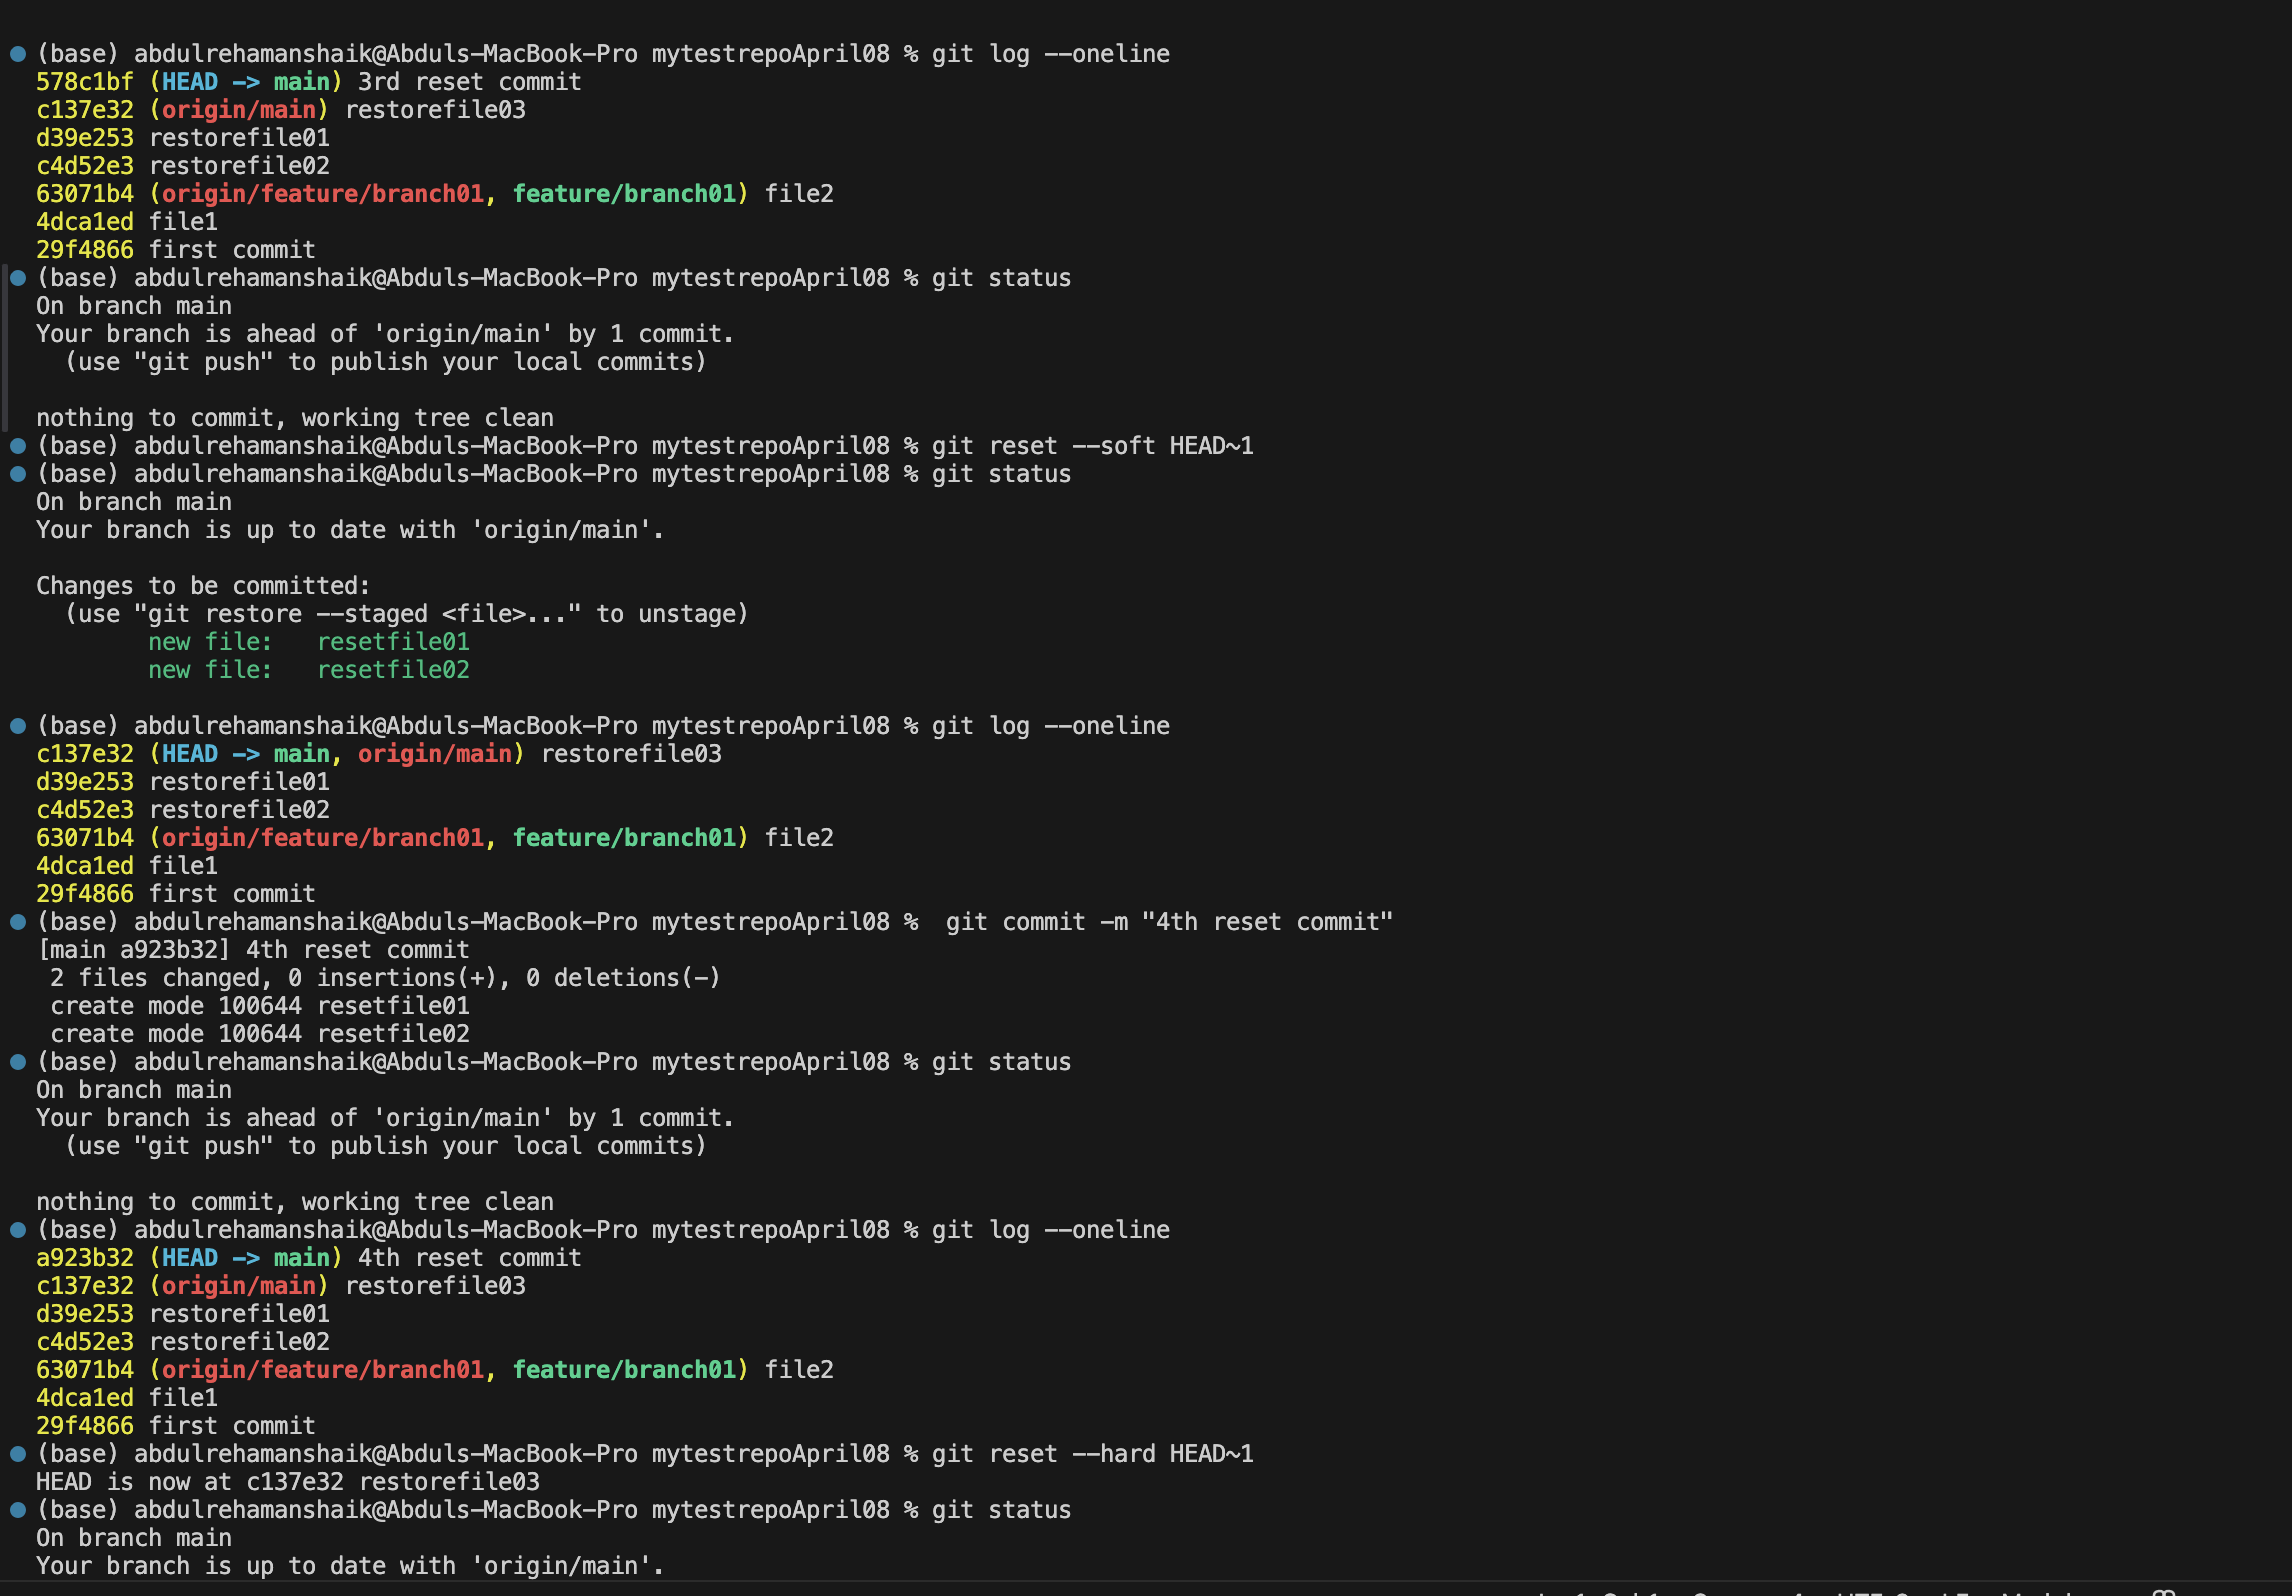 (base) abdulrehamanshaik@Abduls-MacBook-Pro mytestrepoApril08 % git log --oneline
578c1bf (HEAD -> main) 3rd reset commit
c137e32 (origin/main) restorefile03
d39e253 restorefile01
c4d52e3 restorefile02
63071b4 (origin/feature/branch01, feature/branch01) file2
4dca1ed file1
29f4866 first commit
(base) abdulrehamanshaik@Abduls-MacBook-Pro mytestrepoApril08 % git status
On branch main
Your branch is ahead of 'origin/main' by 1 commit.
  (use "git push" to publish your local commits)

nothing to commit, working tree clean
(base) abdulrehamanshaik@Abduls-MacBook-Pro mytestrepoApril08 % git reset --soft HEAD~1
(base) abdulrehamanshaik@Abduls-MacBook-Pro mytestrepoApril08 % git status
On branch main
Your branch is up to date with 'origin/main'.

Changes to be committed:
  (use "git restore --staged <file>..." to unstage)
        new file:   resetfile01
        new file:   resetfile02

(base) abdulrehamanshaik@Abduls-MacBook-Pro mytestrepoApril08 % git log --oneline
c137e32 (HEAD -> main, origin/main) restorefile03
d39e253 restorefile01
c4d52e3 restorefile02
63071b4 (origin/feature/branch01, feature/branch01) file2
4dca1ed file1
29f4866 first commit
(base) abdulrehamanshaik@Abduls-MacBook-Pro mytestrepoApril08 %  git commit -m "4th reset commit"
[main a923b32] 4th reset commit
 2 files changed, 0 insertions(+), 0 deletions(-)
 create mode 100644 resetfile01
 create mode 100644 resetfile02
(base) abdulrehamanshaik@Abduls-MacBook-Pro mytestrepoApril08 % git status
On branch main
Your branch is ahead of 'origin/main' by 1 commit.
  (use "git push" to publish your local commits)

nothing to commit, working tree clean
(base) abdulrehamanshaik@Abduls-MacBook-Pro mytestrepoApril08 % git log --oneline
a923b32 (HEAD -> main) 4th reset commit
c137e32 (origin/main) restorefile03
d39e253 restorefile01
c4d52e3 restorefile02
63071b4 (origin/feature/branch01, feature/branch01) file2
4dca1ed file1
29f4866 first commit
(base) abdulrehamanshaik@Abduls-MacBook-Pro mytestrepoApril08 % git reset --hard HEAD~1
HEAD is now at c137e32 restorefile03
(base) abdulrehamanshaik@Abduls-MacBook-Pro mytestrepoApril08 % git status
On branch main
Your branch is up to date with 'origin/main'.